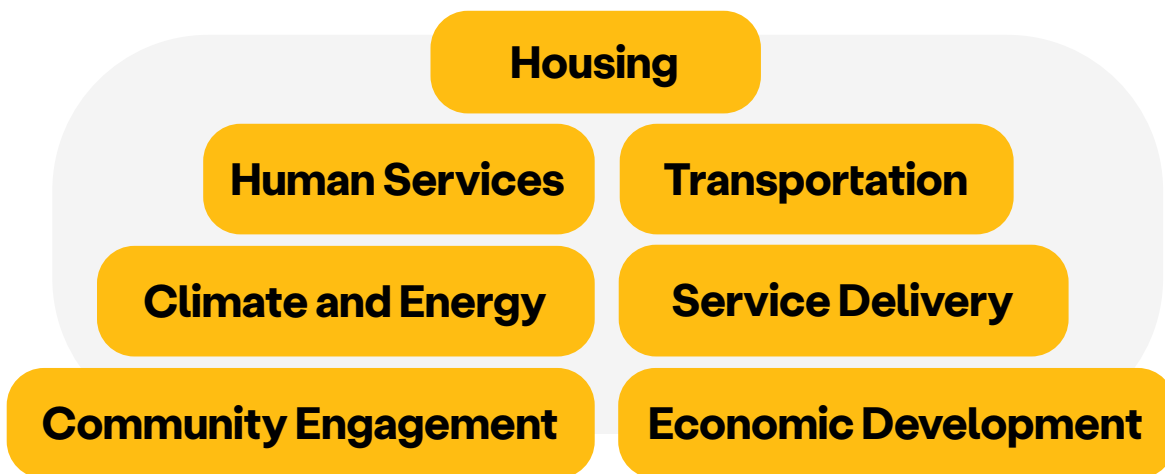 Housing
Human Services
Transportation
Climate and Energy
Service Delivery
Community Engagement
Economic Development